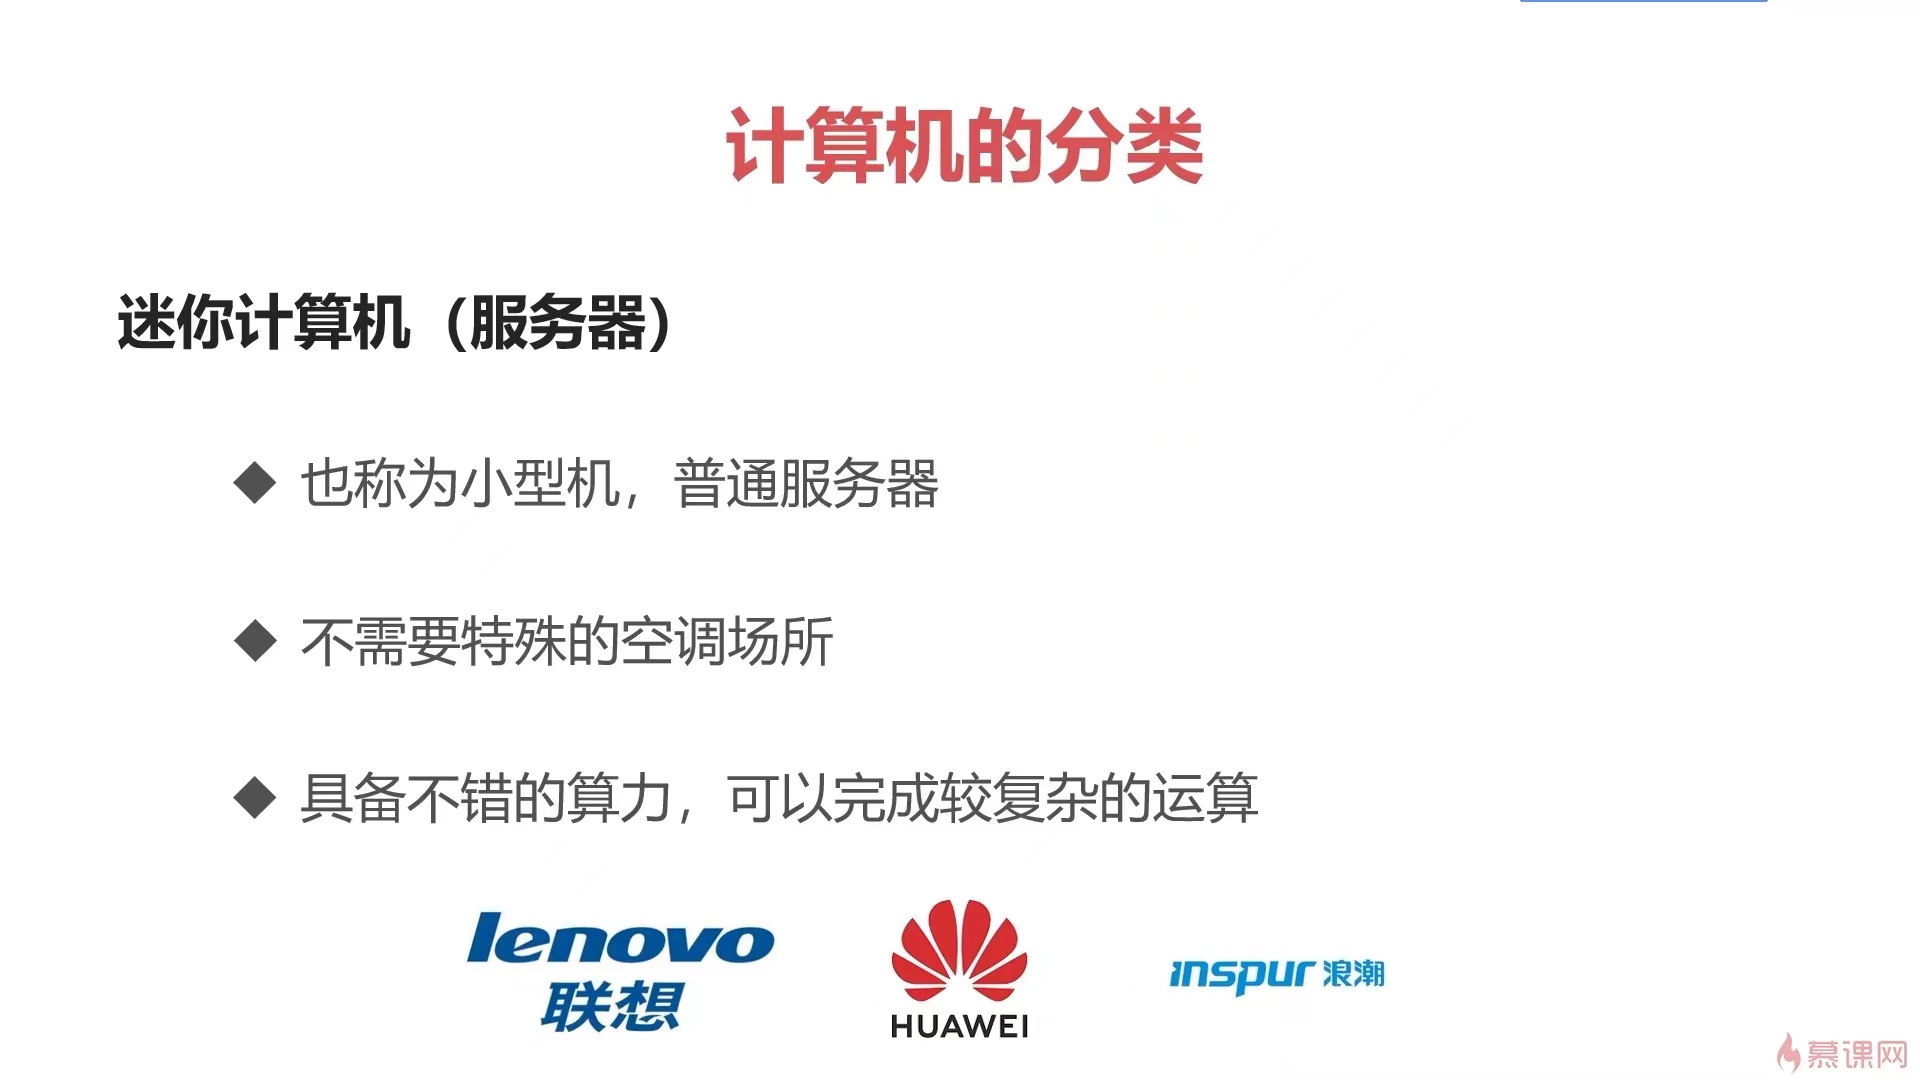 计算机的分类
迷你计算机（服务器）
◆ 也称为小型机，普通服务器
◆ 不需要特殊的空调场所
◆ 具备不错的算力，可以完成较复杂的运算
lenovo
联想
HUAWEI
inspur 浪潮
慕课网